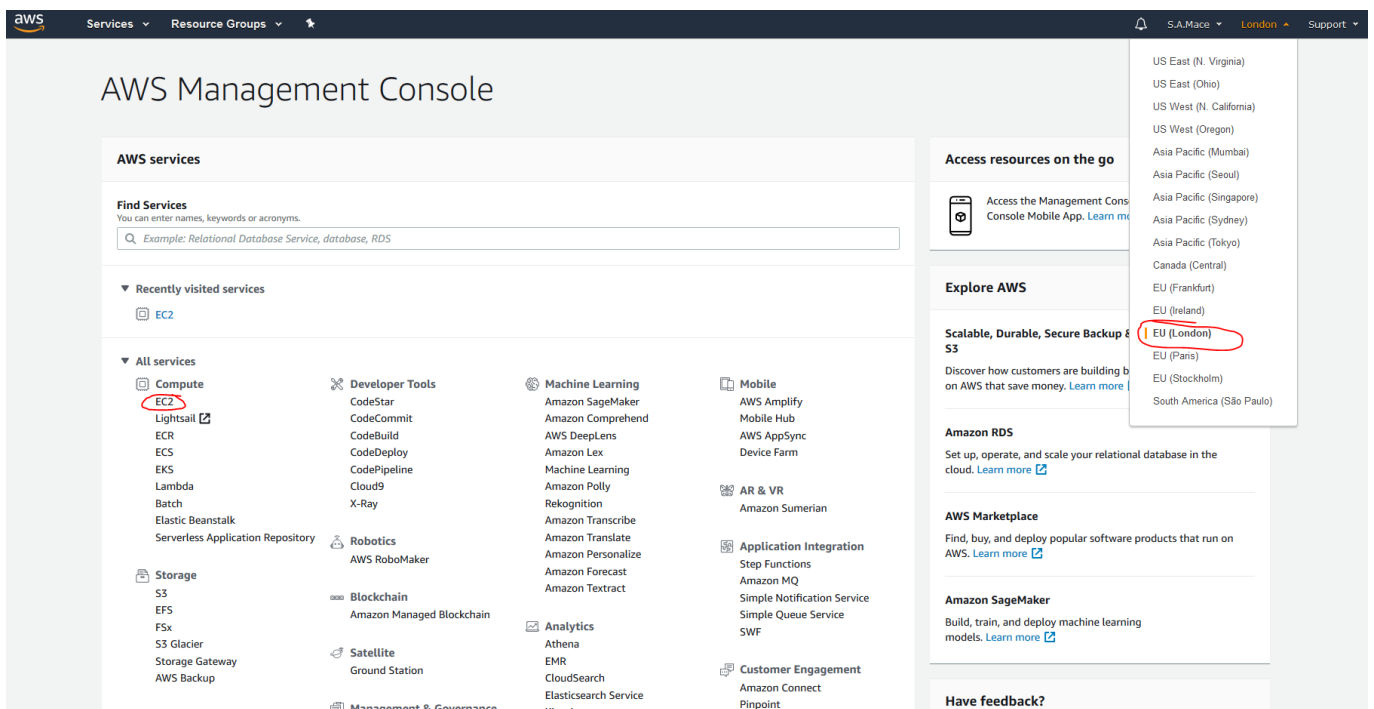 aws
Services
Resource Groups
S.A.Mace
London
Support
AWS Management Console
US East (N. Virginia)
US East (Ohio)
US West (N. California)
US West (Oregon)
Asia Pacific (Mumbai)
Asia Pacific (Seoul)
Asia Pacific (Singapore)
Asia Pacific (Sydney)
Asia Pacific (Tokyo)
Canada (Central)
EU (Frankfurt)
EU (Ireland)
EU (London)
EU (Paris)
EU (Stockholm)
South America (São Paulo)
AWS services
Find Services
You can enter names, keywords or acronyms.
Example: Relational Database Service, database, RDS
Recently visited services
EC2
All services
Compute
EC2
Lightsail
ECR
ECS
EKS
Lambda
Batch
Elastic Beanstalk
Serverless Application Repository
Storage
S3
EFS
FSx
S3 Glacier
Storage Gateway
AWS Backup
Developer Tools
CodeStar
CodeCommit
CodeBuild
CodeDeploy
CodePipeline
Cloud9
X-Ray
Robotics
AWS RoboMaker
Blockchain
Amazon Managed Blockchain
Satellite
Ground Station
Management & Governance
Machine Learning
Amazon SageMaker
Amazon Comprehend
AWS DeepLens
Amazon Lex
Machine Learning
Amazon Polly
Rekognition
Amazon Transcribe
Amazon Translate
Amazon Personalize
Amazon Forecast
Amazon Textract
Analytics
Athena
EMR
CloudSearch
Elasticsearch Service
Mobile
AWS Amplify
Mobile Hub
AWS AppSync
Device Farm
AR & VR
Amazon Sumerian
Application Integration
Step Functions
Amazon MQ
Simple Notification Service
Simple Queue Service
SWF
Customer Engagement
Amazon Connect
Pinpoint
Access resources on the go
Access the Management Cons
Console Mobile App. Learn mo
Explore AWS
Scalable, Durable, Secure Backup &
S3
Discover how customers are building b
on AWS that save money. Learn more
Amazon RDS
Set up, operate, and scale your relational database in the
cloud. Learn more
AWS Marketplace
Find, buy, and deploy popular software products that run on
AWS. Learn more
Amazon SageMaker
Build, train, and deploy machine learning
models. Learn more
Have feedback?